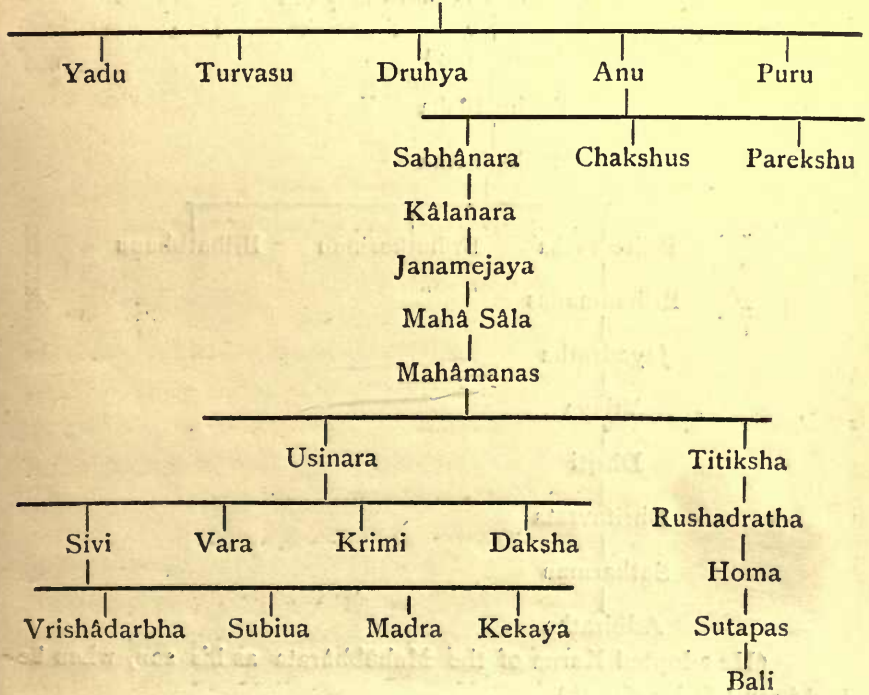 Yadu Turvasu Druhya Anu Puru
Sabhânara Chakshus Parekshu
Kâlanara
Janamejaya
Mahâ Sâla
Mahâmanas
Usinara Titiksha
Rushadratha
Sivi Vara Krimi Daksha
Homa
Vrishâdarbha Subiua Madra Kekaya Sutapas
Bali